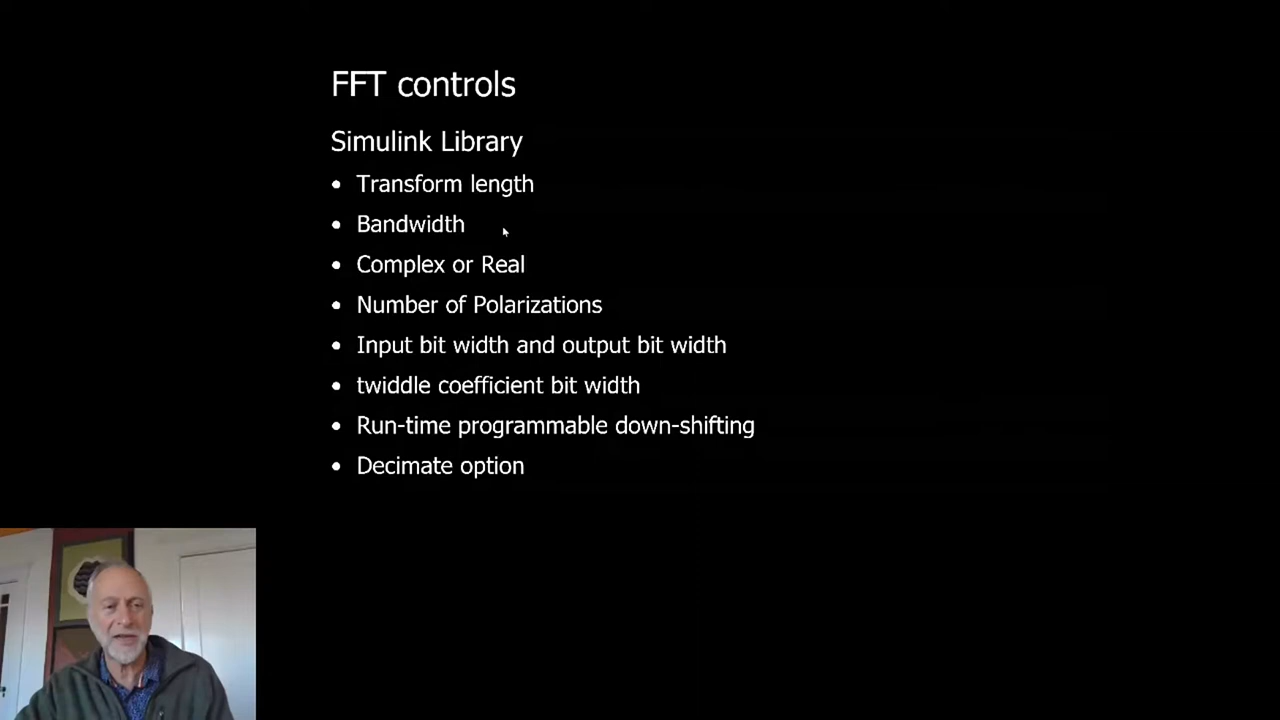 FFT controls
Simulink Library
• Transform length
• Bandwidth
• Complex or Real
• Number of Polarizations
• Input bit width and output bit width
• twiddle coefficient bit width
• Run-time programmable down-shifting
• Decimate option